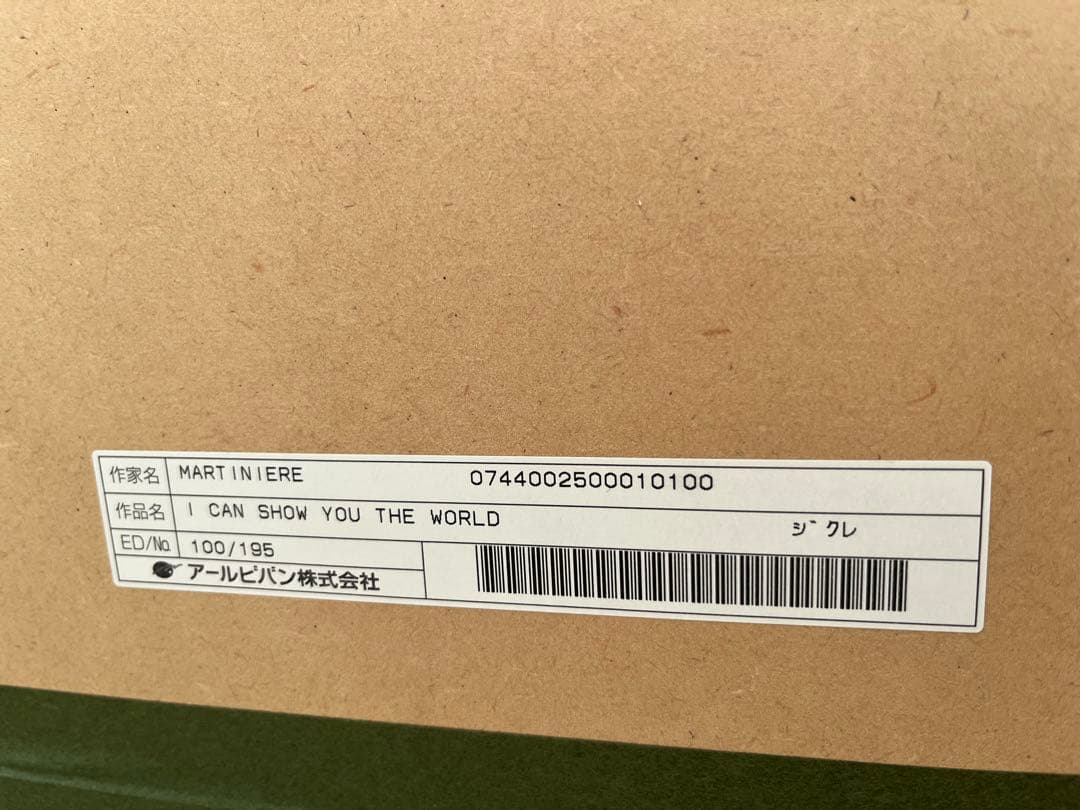 作家名 MARTINIERE 0744002500010100
作品名 I CAN SHOW YOU THE WORLD ｼﾞｸﾚ
ED/No. 100/195
アールビバン株式会社